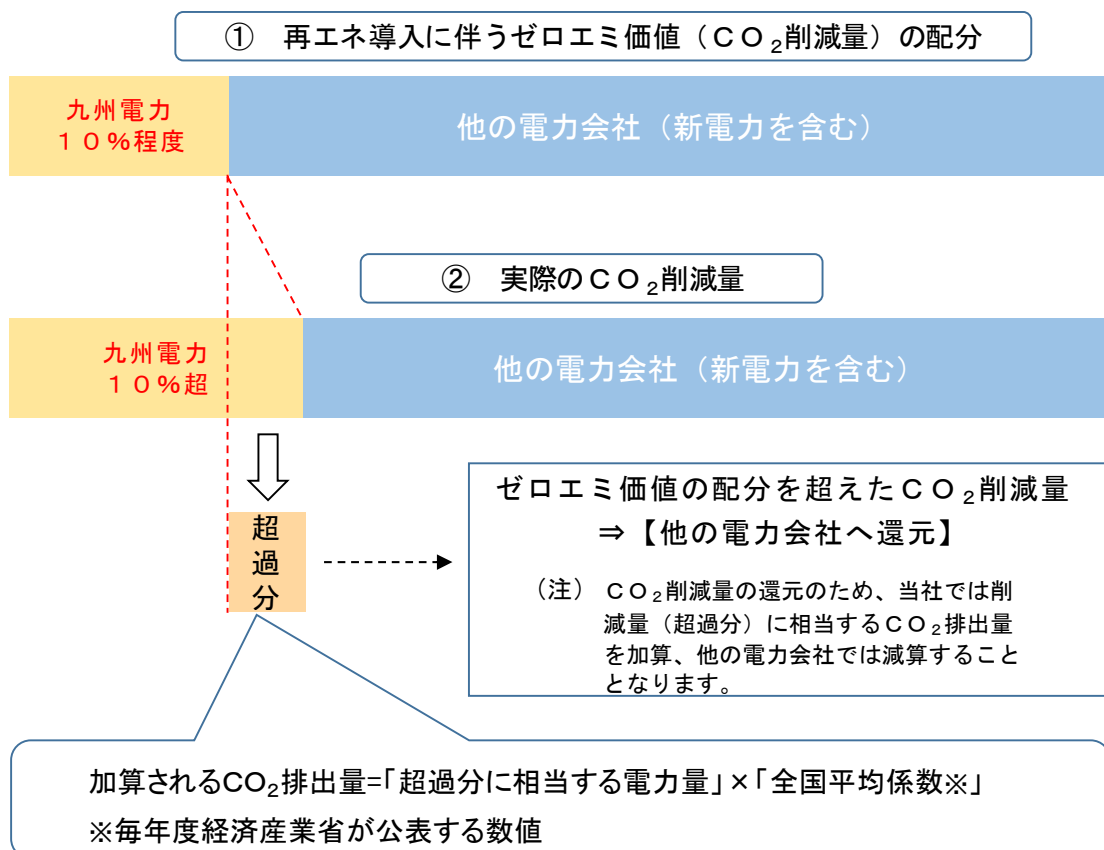 ① 再エネ導入に伴うゼロエミ価値（ＣＯ₂削減量）の配分
九州電力
１０％程度
他の電力会社（新電力を含む）
② 実際のＣＯ₂削減量
九州電力
１０％超
他の電力会社（新電力を含む）
超
過
分
ゼロエミ価値の配分を超えたＣＯ₂削減量
⇒【他の電力会社へ還元】
（注） ＣＯ₂削減量の還元のため、当社では削
減量（超過分）に相当するＣＯ₂排出量
を加算、他の電力会社では減算すること
となります。
加算されるCO₂排出量=｢超過分に相当する電力量｣×｢全国平均係数※｣
※毎年度経済産業省が公表する数値